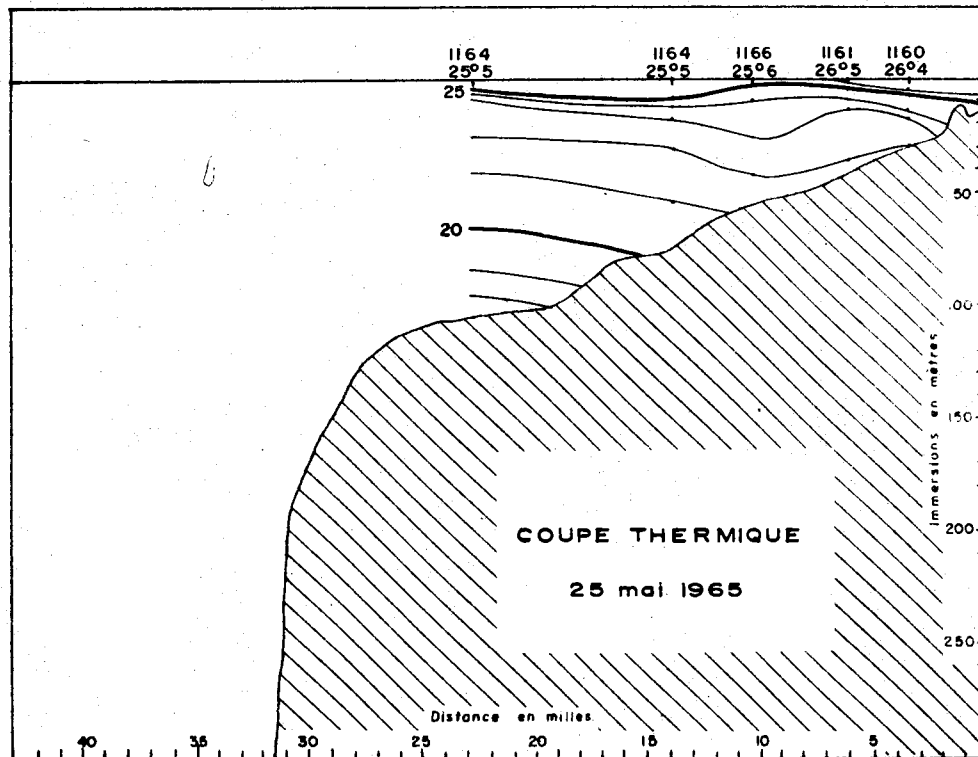 1164 1164 1166 1161 1160
25°5 25°5 25°6 26°5 26°4
25
50
20
100
Immersions en mètres
150
COUPE THERMIQUE
200
25 mai 1965
250
Distance en milles
40 35 30 25 20 15 10 5